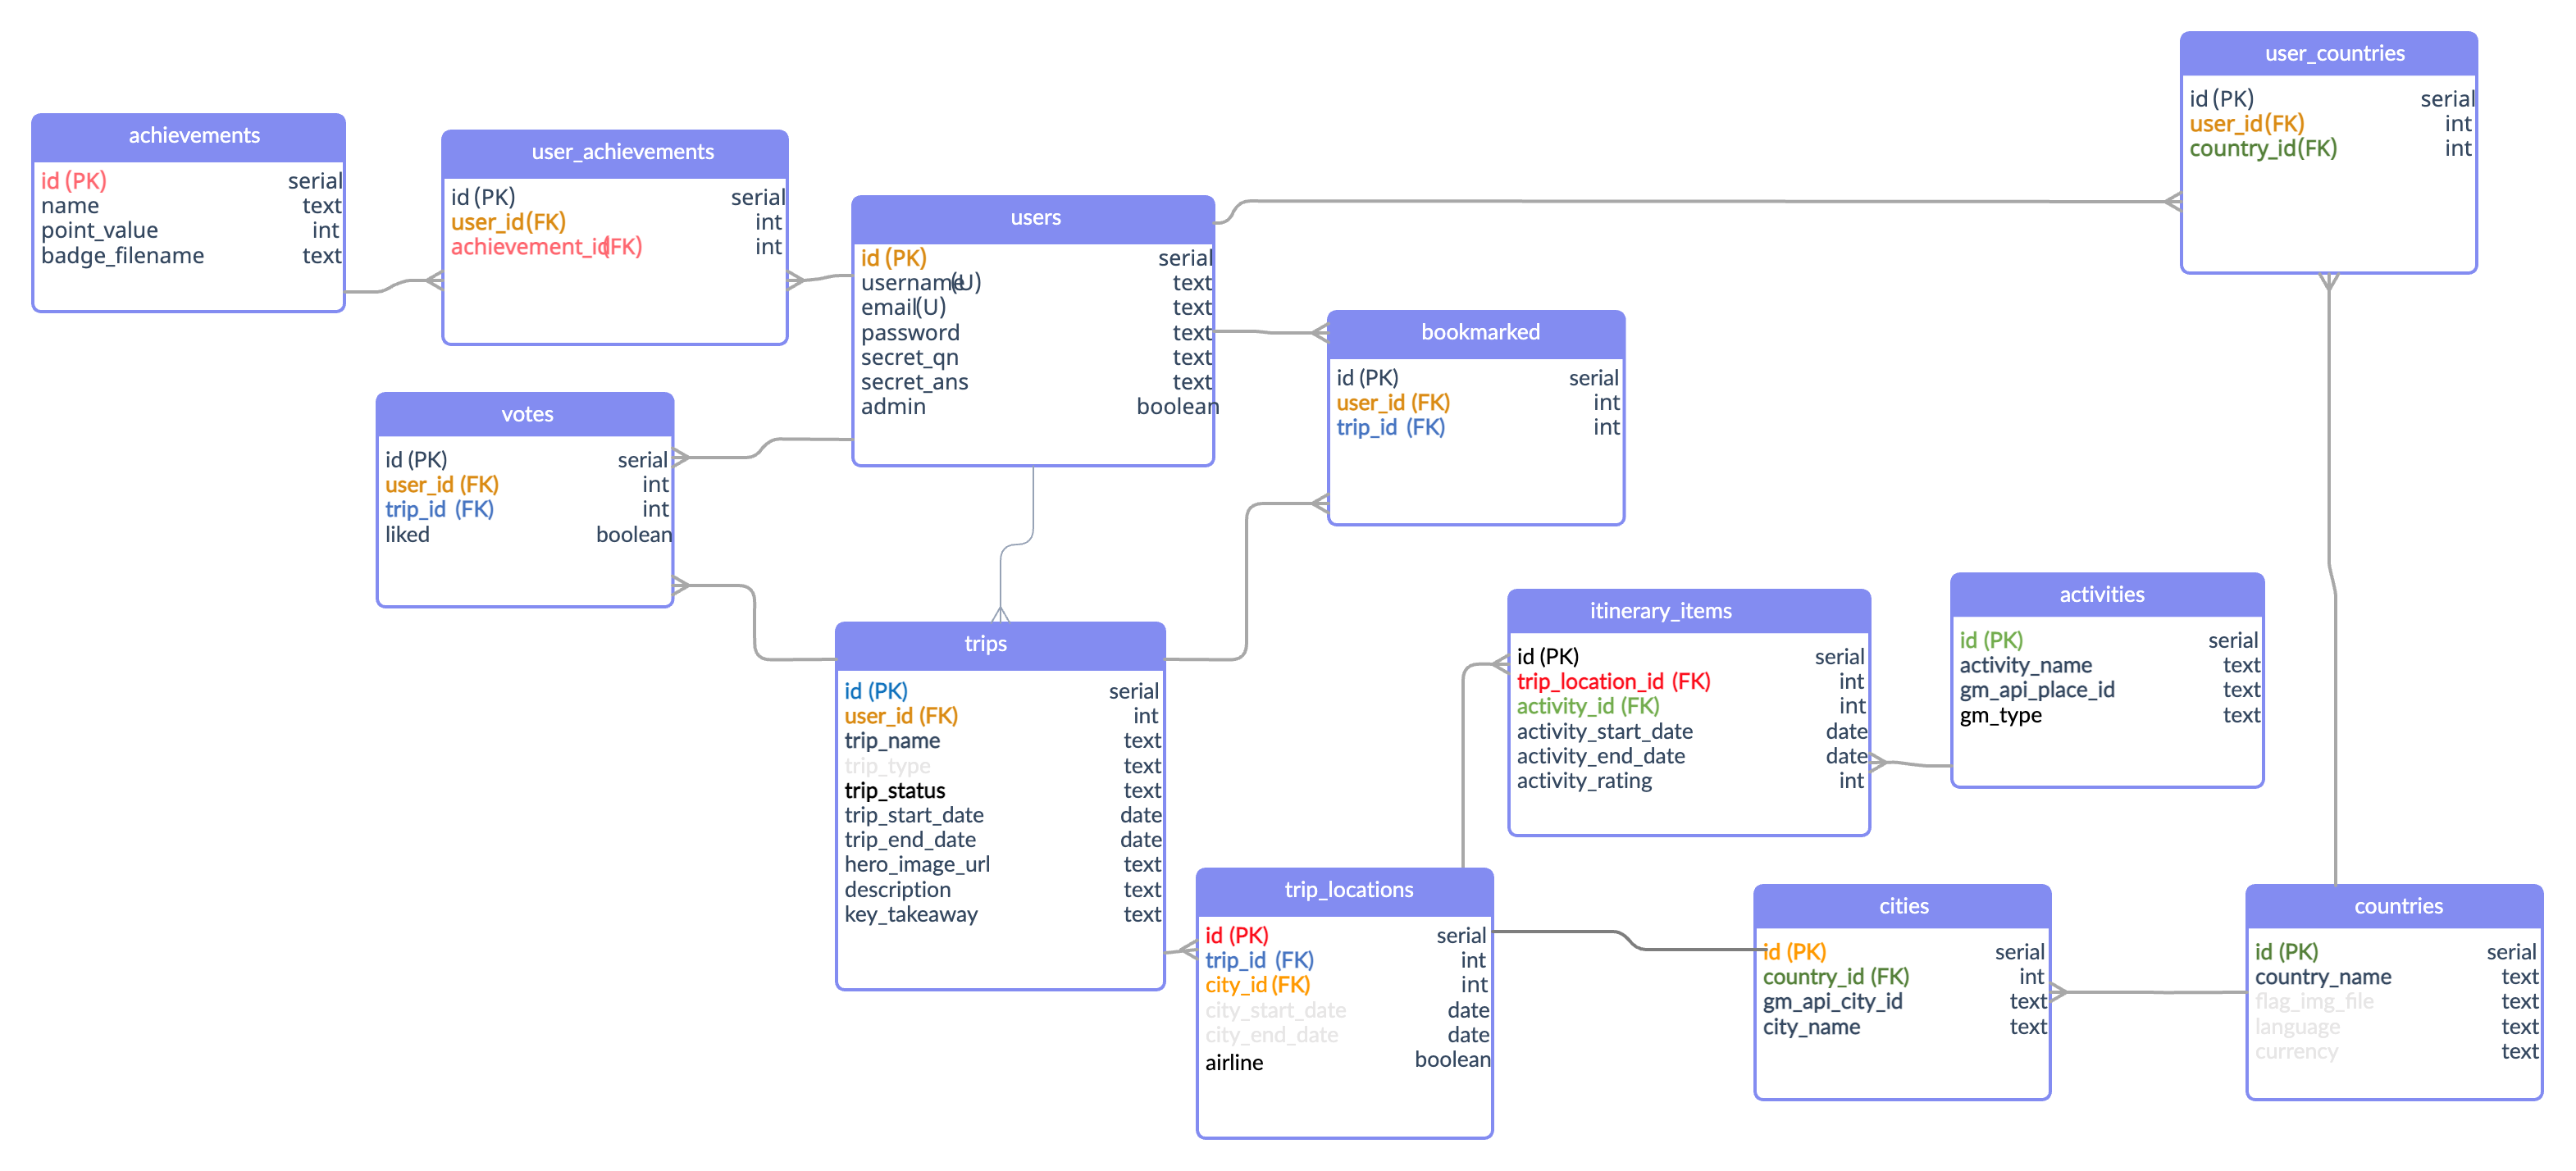 achievements
id (PK) serial
name text
point_value int
badge_filename text
user_achievements
id (PK) serial
user_id (FK) int
achievement_id (FK) int
users
id (PK) serial
username (U) text
email (U) text
password text
secret_qn text
secret_ans text
admin boolean
user_countries
id (PK) serial
user_id (FK) int
country_id (FK) int
bookmarked
id (PK) serial
user_id (FK) int
trip_id (FK) int
votes
id (PK) serial
user_id (FK) int
trip_id (FK) int
liked boolean
trips
id (PK) serial
user_id (FK) int
trip_name text
trip_type text
trip_status text
trip_start_date date
trip_end_date date
hero_image_url text
description text
key_takeaway text
itinerary_items
id (PK) serial
trip_location_id (FK) int
activity_id (FK) int
activity_start_date date
activity_end_date date
activity_rating int
activities
id (PK) serial
activity_name text
gm_api_place_id text
gm_type text
trip_locations
id (PK) serial
trip_id (FK) int
city_id (FK) int
city_start_date date
city_end_date date
airline boolean
cities
id (PK) serial
country_id (FK) int
gm_api_city_id text
city_name text
countries
id (PK) serial
country_name text
flag_img_file text
language text
currency text